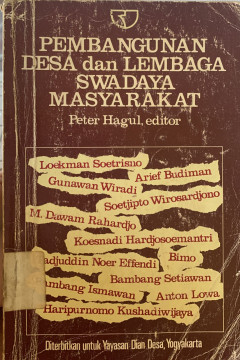 PEMBANGUNAN
DESA dan LEMBAGA
SWADAYA
MASYARAKAT
Peter Hagul, editor
Loekman Soetrisno
Arief Budiman
Gunawan Wiradi
Soetjipto Wirosardjono
M. Dawam Rahardjo
Koesnadi Hardjosoemantri
adjuddin Noer Effendi
Bimo
Bambang Setiawan
ambang Ismawan
Anton Lowa
Haripurnomo Kushadiwijaya
Diterbitkan untuk Yayasan Dian Desa, Yogyakarta